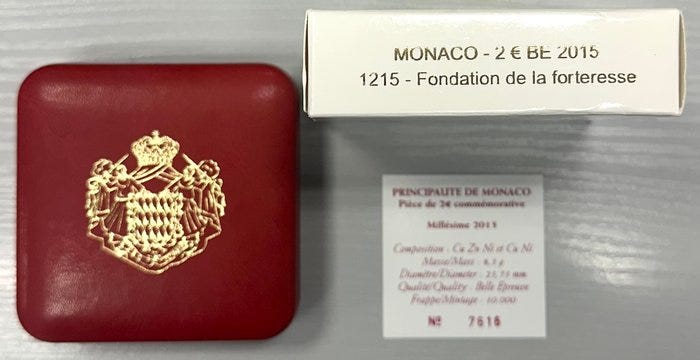 MONACO - 2 € BE 2015
1215 - Fondation de la forteresse
PRINCIPAUTE DE MONACO
Pièce de 2€ commémorative
Millésime 2015
Composition : Cu Zn Ni et Cu Ni
Masse/Mass : 8,5 g
Diamètre/Diameter : 25,75 mm
Qualité/Quality : Belle Epreuve
Frappe/Mintage : 10.000
№ 7616